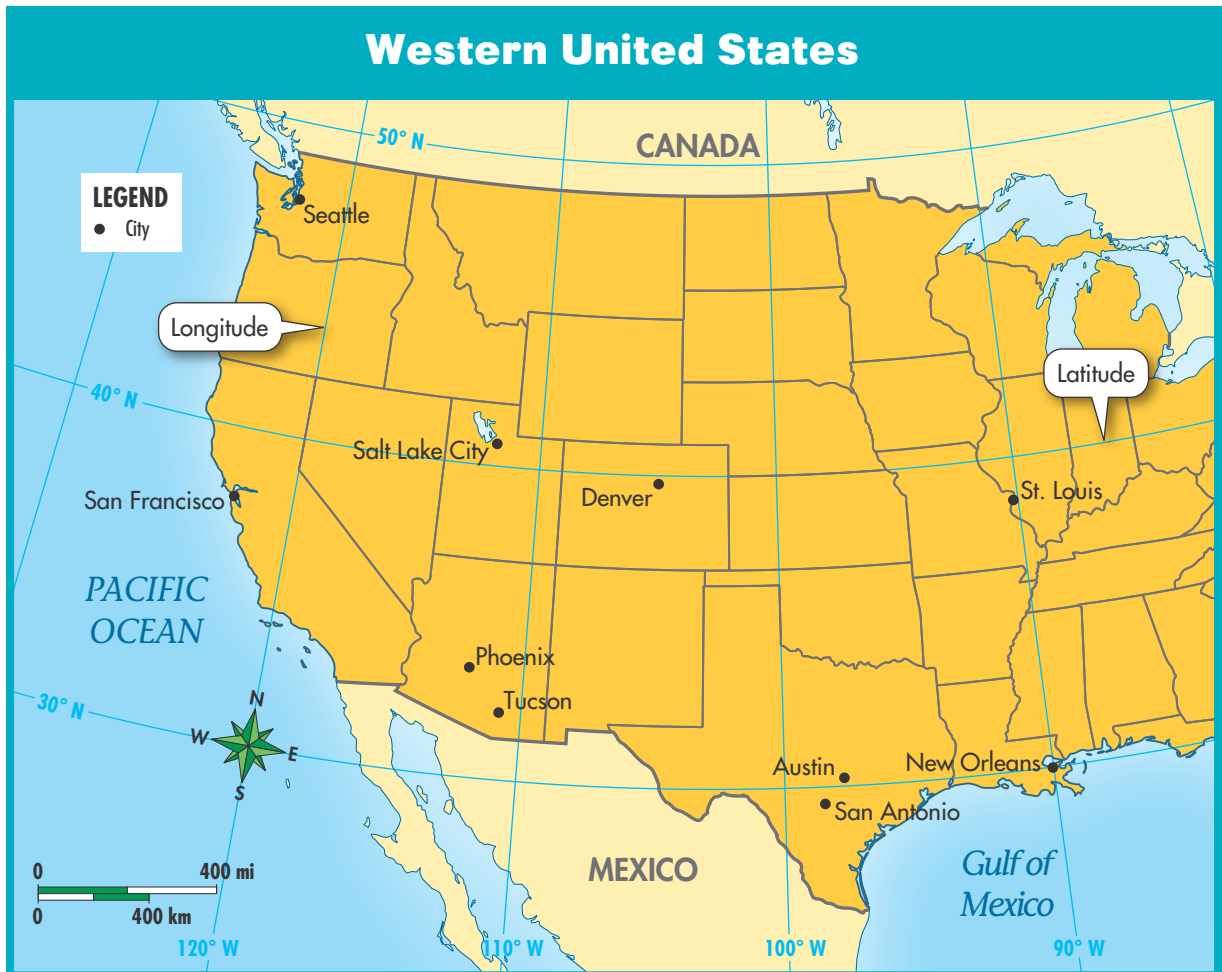 Western United States
50° N
CANADA
LEGEND
City
Seattle
Longitude
Latitude
40° N
Salt Lake City
Denver
St. Louis
San Francisco
PACIFIC
OCEAN
Phoenix
Tucson
30° N
N
W
E
S
Austin
New Orleans
San Antonio
MEXICO
Gulf of
Mexico
0 400 mi
0 400 km
120° W
110° W
100° W
90° W